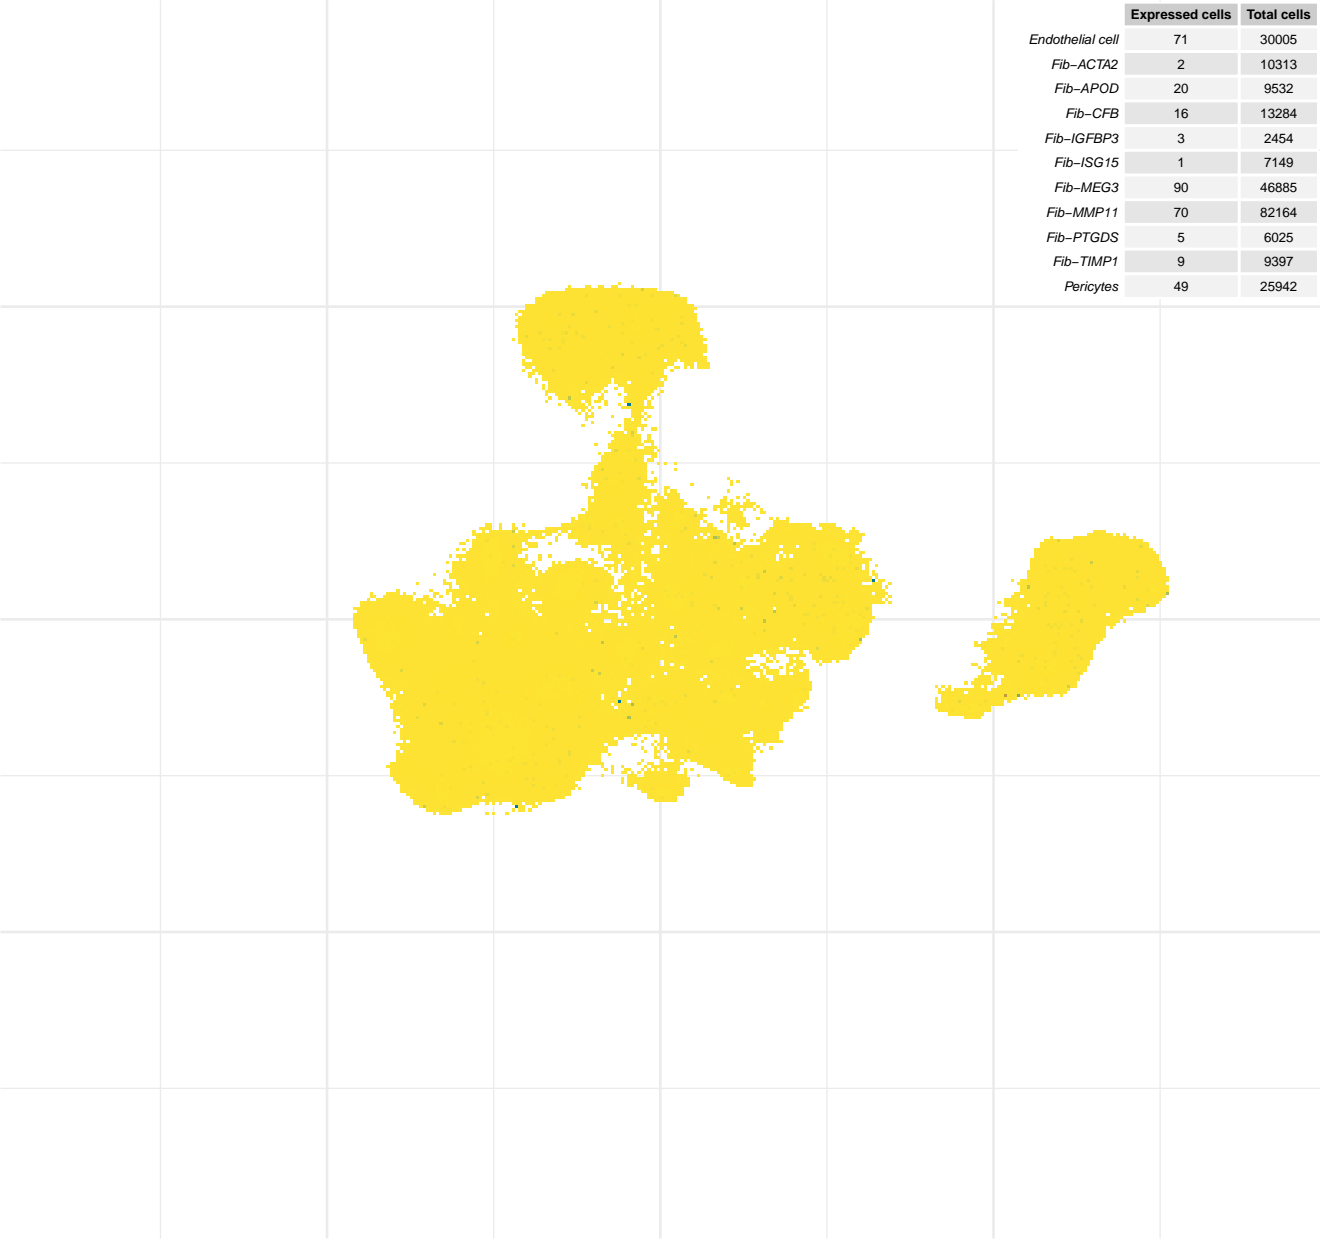 Expressed cells Total cells
Endothelial cell 71 30005
Fib−ACTA2 2 10313
Fib−APOD 20 9532
Fib−CFB 16 13284
Fib−IGFBP3 3 2454
Fib−ISG15 1 7149
Fib−MEG3 90 46885
Fib−MMP11 70 82164
Fib−PTGDS 5 6025
Fib−TIMP1 9 9397
Pericytes 49 25942